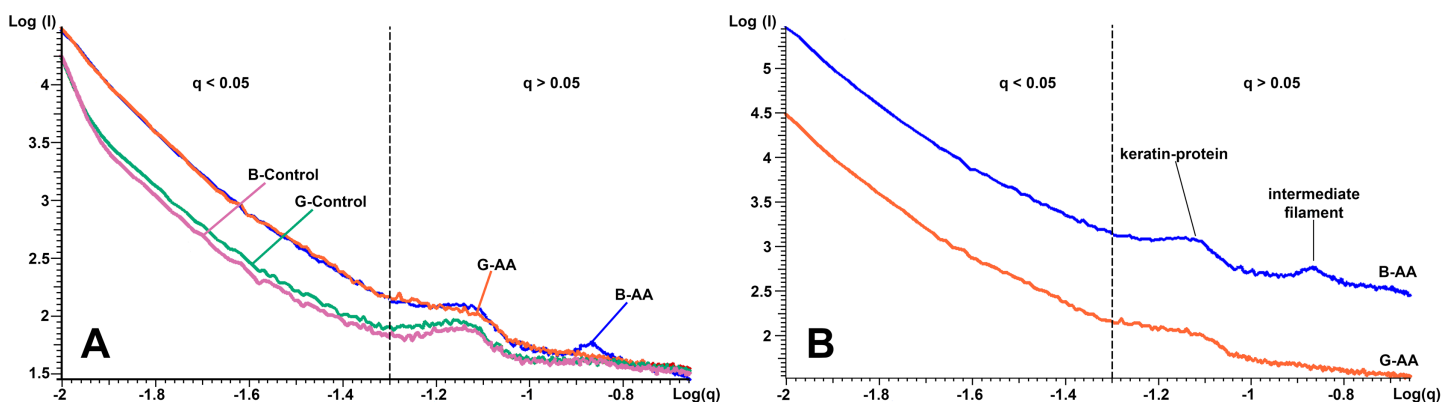 Log (I)
4
3.5
3
2.5
2
1.5
q < 0.05
q > 0.05
B-Control
G-Control
G-AA
B-AA
A
-2
-1.8
-1.6
-1.4
-1.2
-1
-0.8
Log(q)
Log (I)
5
4.5
4
3.5
3
2.5
2
q < 0.05
q > 0.05
keratin-protein
intermediate
filament
B-AA
G-AA
B
-2
-1.8
-1.6
-1.4
-1.2
-1
-0.8
Log(q)